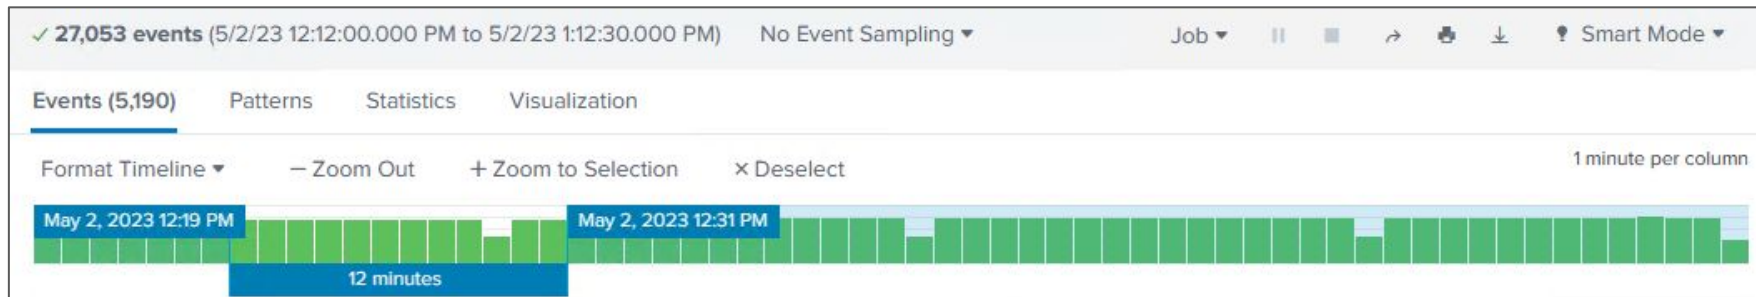 ✓ 27,053 events (5/2/23 12:12:00.000 PM to 5/2/23 1:12:30.000 PM) No Event Sampling ▾ Job ▾ Smart Mode ▾
Events (5,190) Patterns Statistics Visualization
Format Timeline ▾ — Zoom Out + Zoom to Selection × Deselect 1 minute per column
May 2, 2023 12:19 PM May 2, 2023 12:31 PM
12 minutes